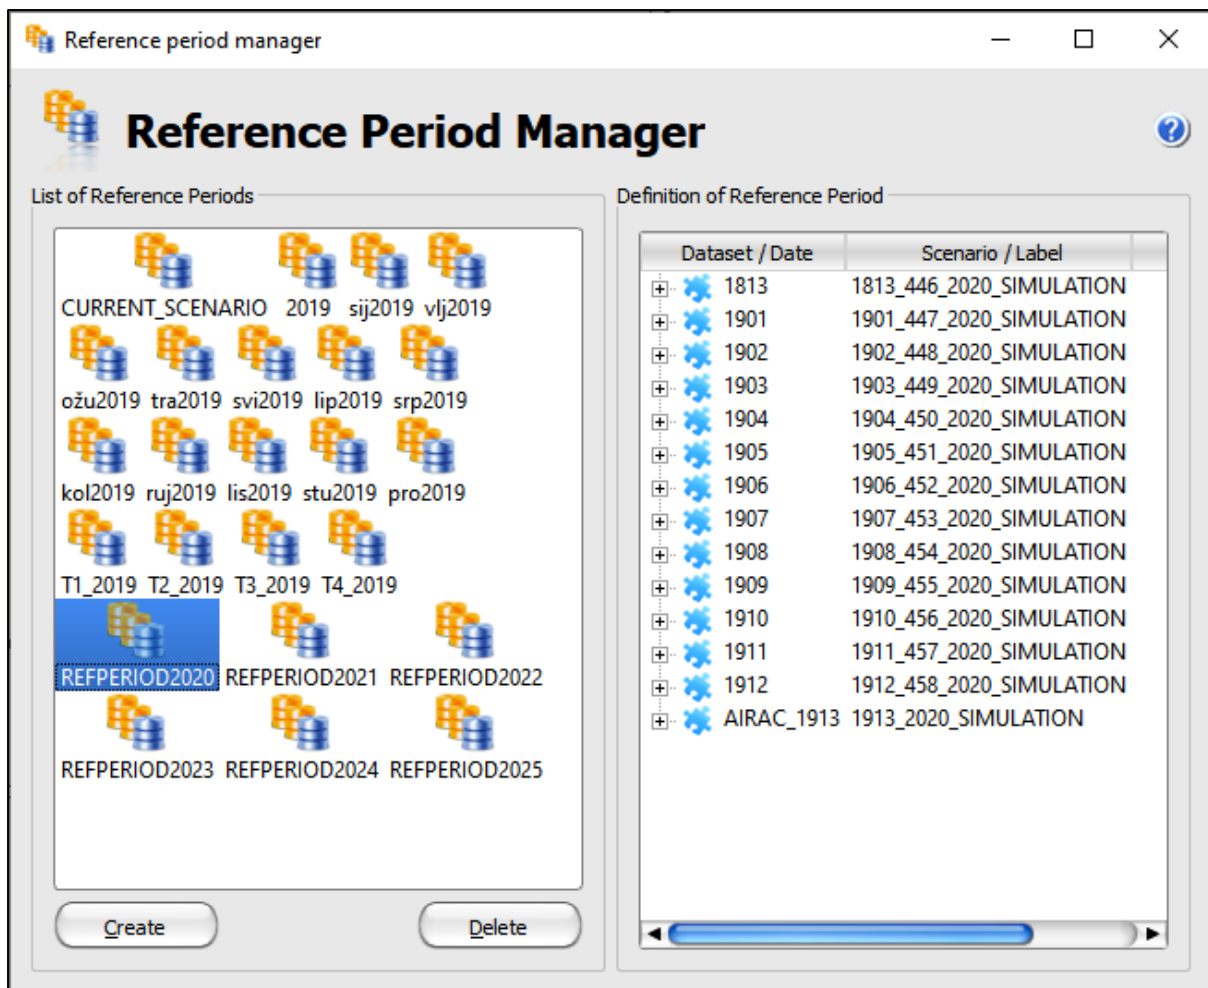 Reference period manager
Reference Period Manager
List of Reference Periods
CURRENT_SCENARIO 2019 sij2019 vlj2019
ožu2019 tra2019 svi2019 lip2019 srp2019
kol2019 ruj2019 lis2019 stu2019 pro2019
T1_2019 T2_2019 T3_2019 T4_2019
REFPERIOD2020 REFPERIOD2021 REFPERIOD2022
REFPERIOD2023 REFPERIOD2024 REFPERIOD2025
Create Delete
Definition of Reference Period
Dataset / Date Scenario / Label
1813 1813_446_2020_SIMULATION
1901 1901_447_2020_SIMULATION
1902 1902_448_2020_SIMULATION
1903 1903_449_2020_SIMULATION
1904 1904_450_2020_SIMULATION
1905 1905_451_2020_SIMULATION
1906 1906_452_2020_SIMULATION
1907 1907_453_2020_SIMULATION
1908 1908_454_2020_SIMULATION
1909 1909_455_2020_SIMULATION
1910 1910_456_2020_SIMULATION
1911 1911_457_2020_SIMULATION
1912 1912_458_2020_SIMULATION
AIRAC_1913 1913_2020_SIMULATION